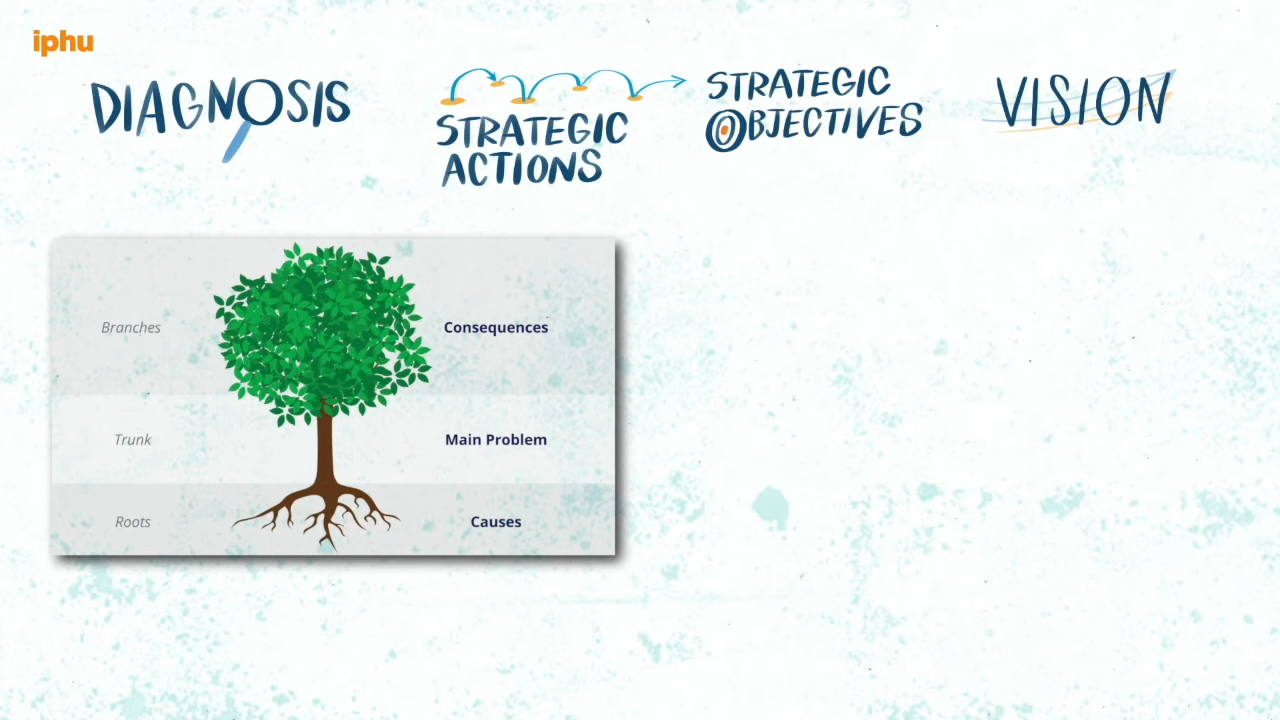 iphu
DIAGNOSIS
STRATEGIC
ACTIONS
STRATEGIC
OBJECTIVES
VISION
Branches
Consequences
Trunk
Main Problem
Roots
Causes